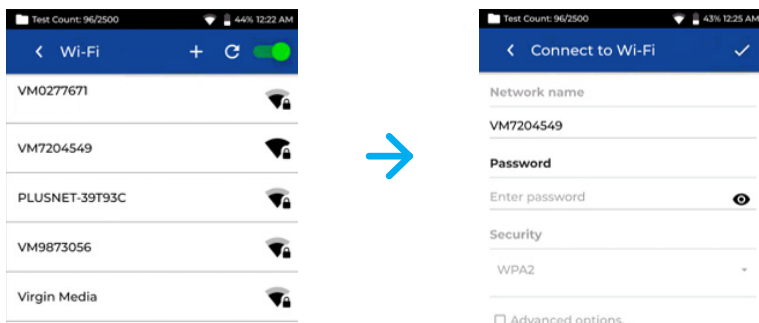 Test Count: 96/2500 44% 12:22 AM
Wi-Fi
VM0277671
VM7204549
PLUSNET-39T93C
VM9873056
Virgin Media
Test Count: 96/2500 43% 12:25 AM
Connect to Wi-Fi
Network name
VM7204549
Password
Enter password
Security
WPA2
Advanced options.